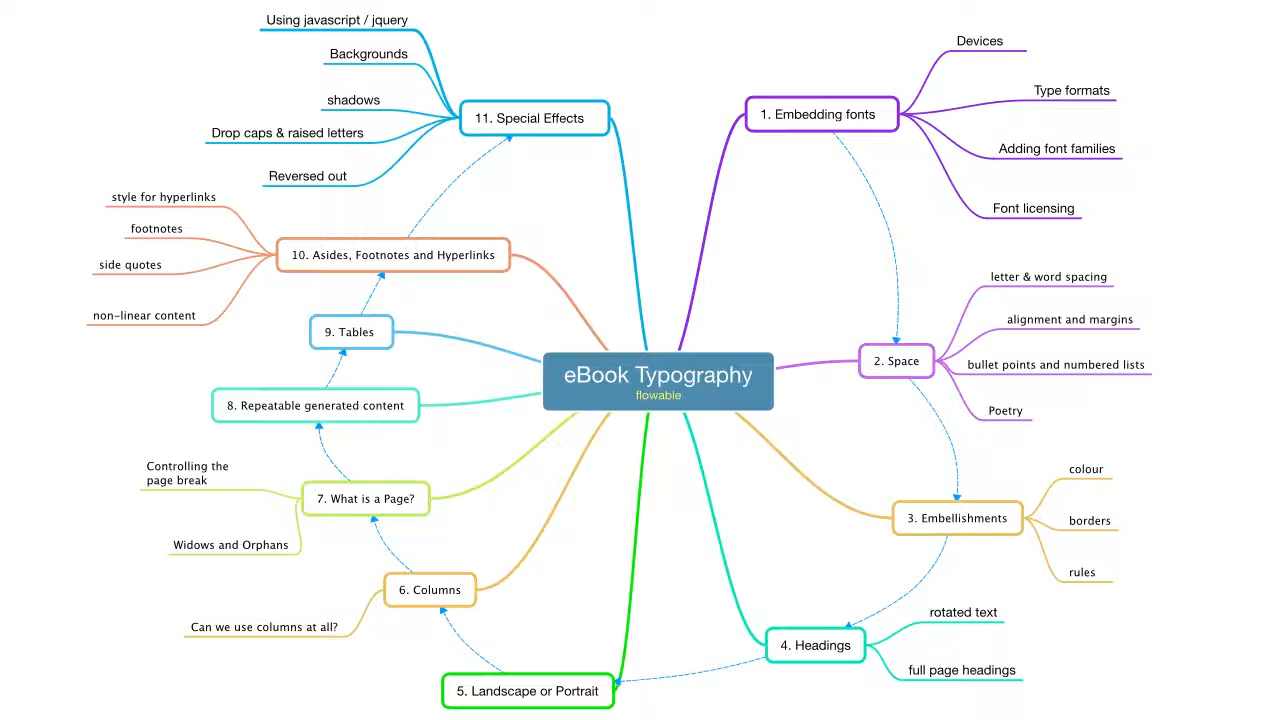 eBook Typography
flowable
1. Embedding fonts
Devices
Type formats
Adding font families
Font licensing
2. Space
letter & word spacing
alignment and margins
bullet points and numbered lists
Poetry
3. Embellishments
colour
borders
rules
4. Headings
rotated text
full page headings
5. Landscape or Portrait
6. Columns
Can we use columns at all?
7. What is a Page?
Controlling the
page break
Widows and Orphans
8. Repeatable generated content
9. Tables
10. Asides, Footnotes and Hyperlinks
style for hyperlinks
footnotes
side quotes
non-linear content
11. Special Effects
Using javascript / jquery
Backgrounds
shadows
Drop caps & raised letters
Reversed out